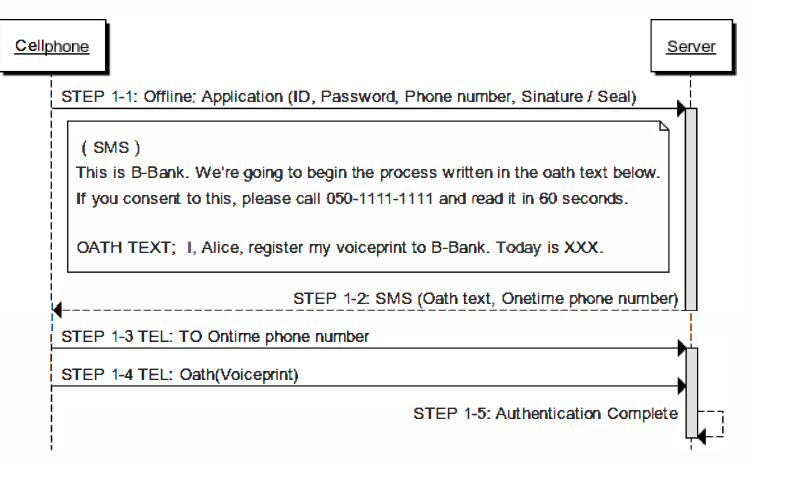 Cellphone
Server
STEP 1-1: Offline: Application (ID, Password, Phone number, Sinature / Seal)
( SMS )
This is B-Bank. We're going to begin the process written in the oath text below.
If you consent to this, please call 050-1111-1111 and read it in 60 seconds.
OATH TEXT; I, Alice, register my voiceprint to B-Bank. Today is XXX.
STEP 1-2: SMS (Oath text, Onetime phone number)
STEP 1-3 TEL: TO Ontime phone number
STEP 1-4 TEL: Oath(Voiceprint)
STEP 1-5: Authentication Complete